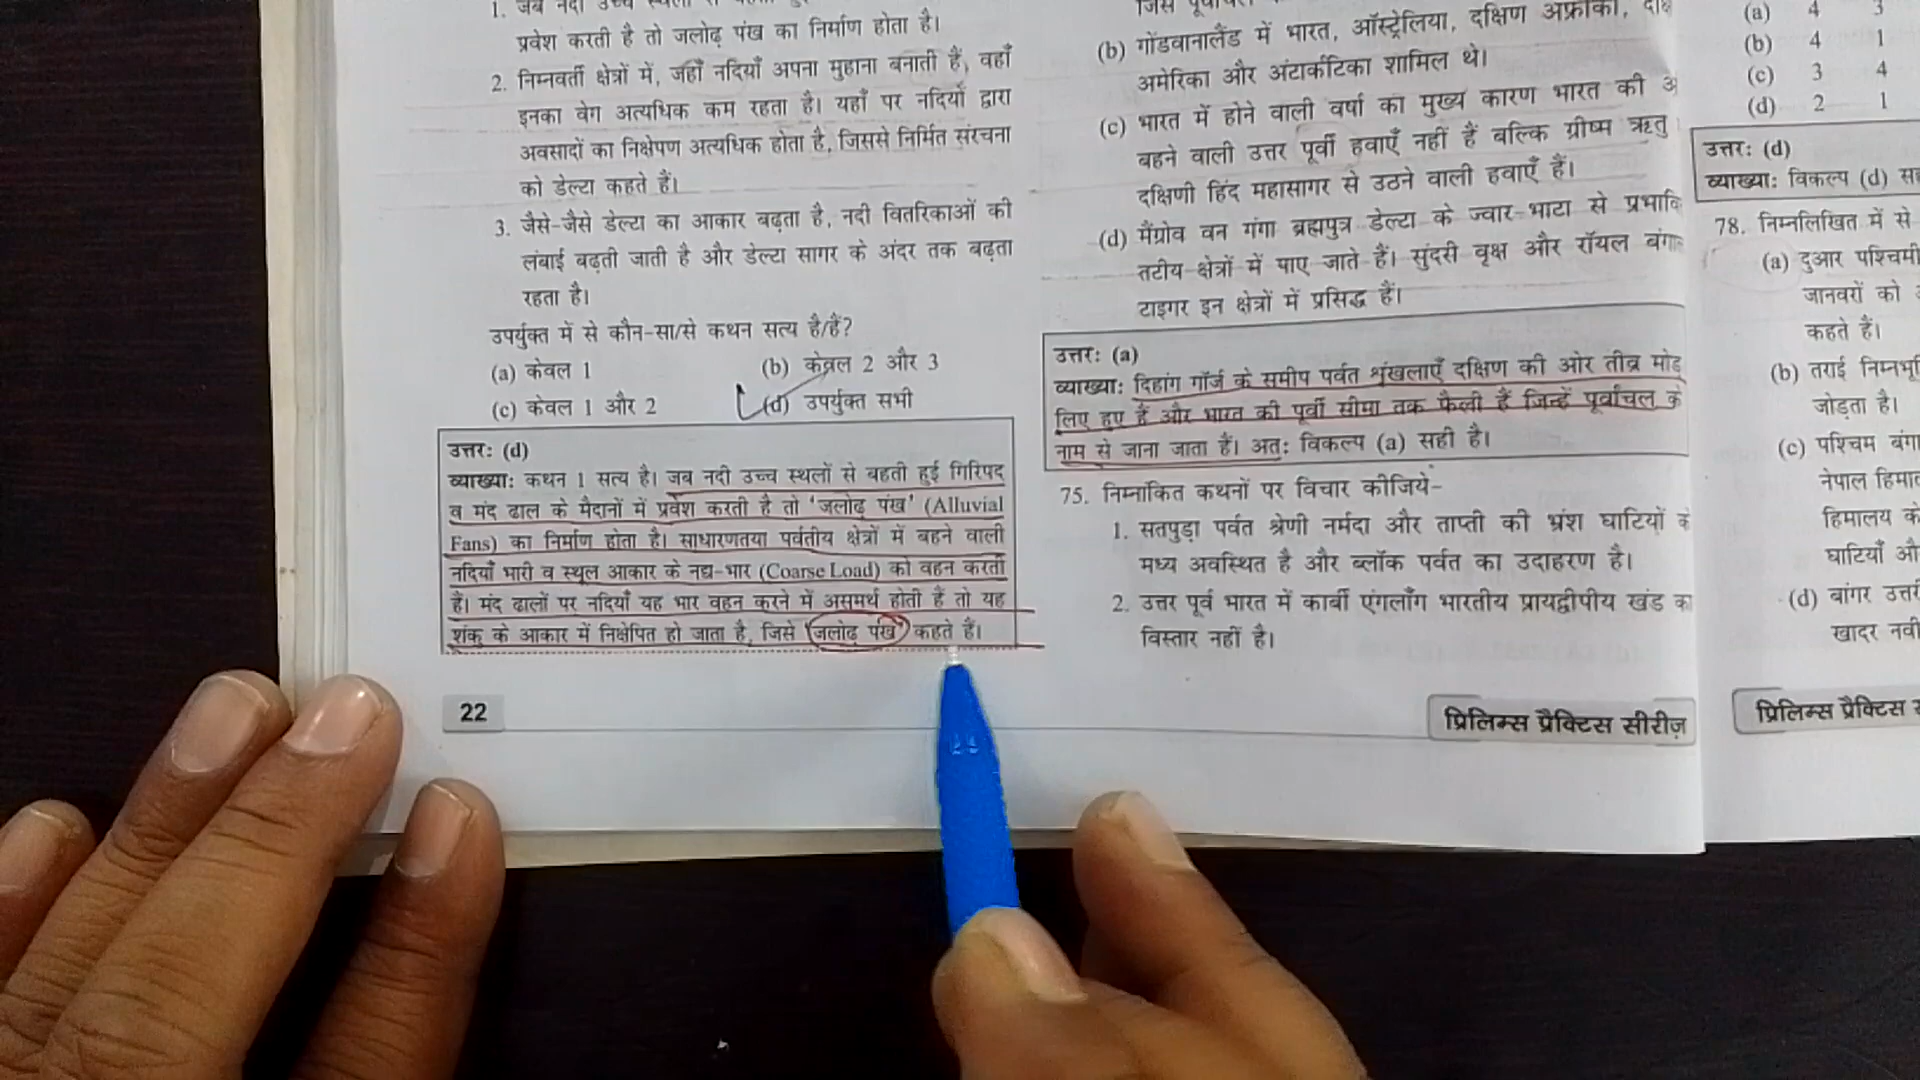 1. जब नदी उच्च स्थलों से
प्रवेश करती है तो जलोढ़ पंख का निर्माण होता है।
2. निम्नवर्ती क्षेत्रों में, जहाँ नदियाँ अपना मुहाना बनाती हैं, वहाँ
इनका वेग अत्यधिक कम रहता है। यहाँ पर नदियों द्वारा
अवसादों का निक्षेपण अत्यधिक होता है, जिससे निर्मित संरचना
को डेल्टा कहते हैं।
3. जैसे-जैसे डेल्टा का आकार बढ़ता है, नदी वितरिकाओं की
लंबाई बढ़ती जाती है और डेल्टा सागर के अंदर तक बढ़ता
रहता है।
उपर्युक्त में से कौन-सा/से कथन सत्य है/हैं?
(a) केवल 1
(b) केवल 2 और 3
(c) केवल 1 और 2
(d) उपर्युक्त सभी
उत्तरः (d)
व्याख्याः कथन 1 सत्य है। जब नदी उच्च स्थलों से बहती हुई गिरिपद
व मंद ढाल के मैदानों में प्रवेश करती है तो 'जलोढ़ पंख' (Alluvial
Fans) का निर्माण होता है। साधारणतया पर्वतीय क्षेत्रों में बहने वाली
नदियाँ भारी व स्थूल आकार के नद्य-भार (Coarse Load) को वहन करती
हैं। मंद ढालों पर नदियाँ यह भार वहन करने में असमर्थ होती हैं तो यह
शंकु के आकार में निक्षेपित हो जाता है, जिसे 'जलोढ़ पंख' कहते हैं।
22
जिसे
(b) गोंडवानालैंड में भारत, ऑस्ट्रेलिया, दक्षिण अफ्रीका,
अमेरिका और अंटार्कटिका शामिल थे।
(c) भारत में होने वाली वर्षा का मुख्य कारण भारत की
बहने वाली उत्तर पूर्वी हवाएँ नहीं हैं बल्कि ग्रीष्म ऋतु
दक्षिणी हिंद महासागर से उठने वाली हवाएँ हैं।
(d) मैंग्रोव वन गंगा ब्रह्मपुत्र डेल्टा के ज्वार-भाटा से
तटीय क्षेत्रों में पाए जाते हैं। सुंदरी वृक्ष और रॉयल
टाइगर इन क्षेत्रों में प्रसिद्ध हैं।
उत्तरः (a)
व्याख्याः दिहांग गॉर्ज के समीप पर्वत शृंखलाएँ दक्षिण की ओर तीव्र मोड़
लिए हुए हैं और भारत की पूर्वी सीमा तक फैली हैं जिन्हें पूर्वांचल के
नाम से जाना जाता है। अतः विकल्प (a) सही है।
75. निम्नांकित कथनों पर विचार कीजिये-
1. सतपुड़ा पर्वत श्रेणी नर्मदा और ताप्ती की भ्रंश घाटियों के
मध्य अवस्थित है और ब्लॉक पर्वत का उदाहरण है।
2. उत्तर पूर्व भारत में कार्बी एंगलॉंग भारतीय प्रायद्वीपीय खंड का
विस्तार नहीं है।
प्रिलिम्स प्रैक्टिस सीरीज़
(a) 4 3
(b) 4 1
(c) 3 4
(d) 2 1
उत्तरः (d)
व्याख्याः विकल्प (d)
78. निम्नलिखित में से
(a) दुआर पश्चिमी
जानवरों को
कहते हैं।
(b) तराई
जोड़ता है।
(c) पश्चिम
नेपाल
हिमालय
घाटियाँ
(d) बांगर
खादर
प्रिलिम्स प्रैक्टिस